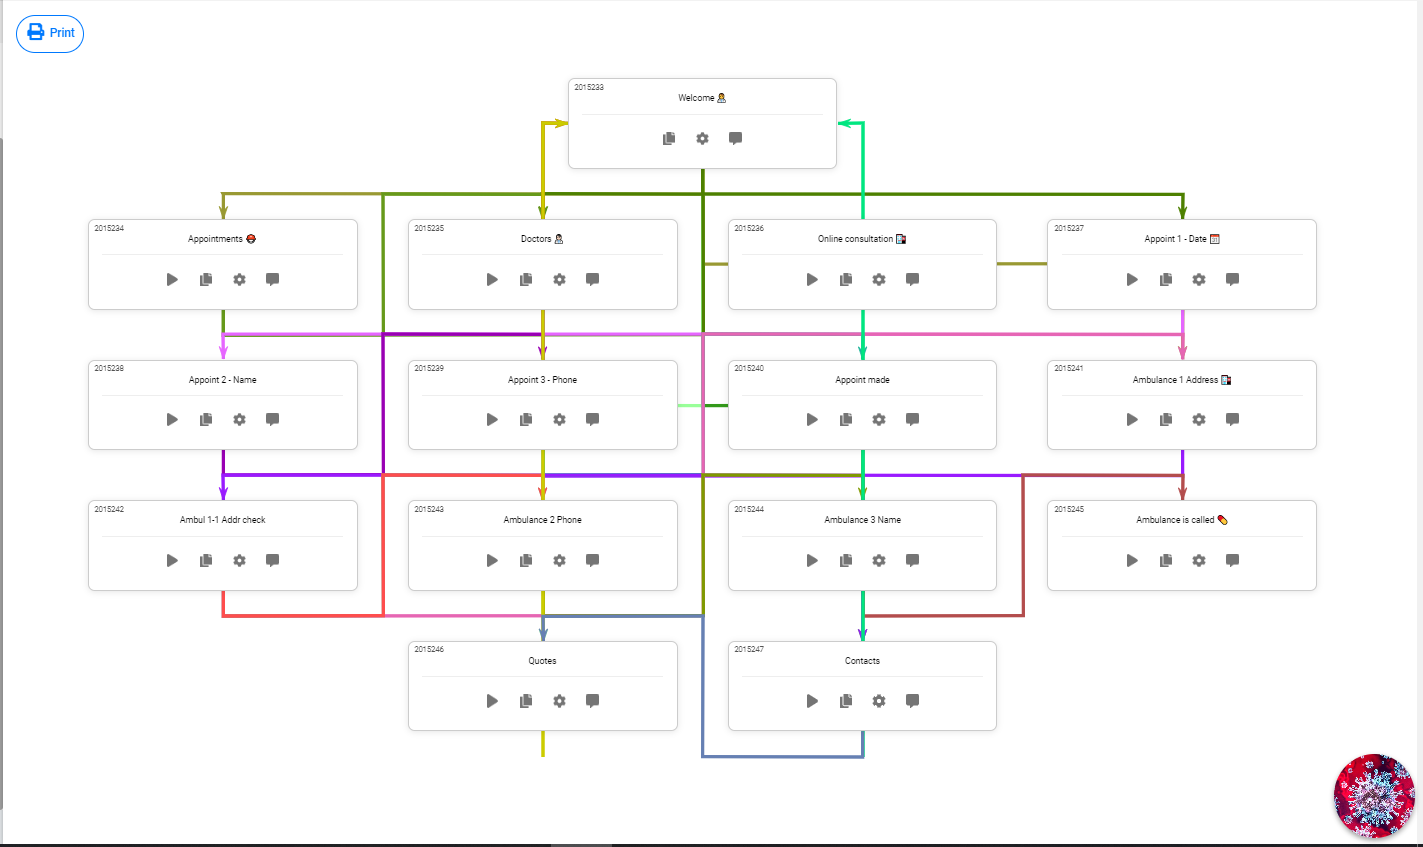 Print
2015233
Welcome
2015234
Appointments
2015235
Doctors
2015236
Online consultation
2015237
Appoint 1 - Date
2015238
Appoint 2 - Name
2015239
Appoint 3 - Phone
2015240
Appoint made
2015241
Ambulance 1 Address
2015242
Ambul 1-1 Addr check
2015243
Ambulance 2 Phone
2015244
Ambulance 3 Name
2015245
Ambulance is called
2015246
Quotes
2015247
Contacts